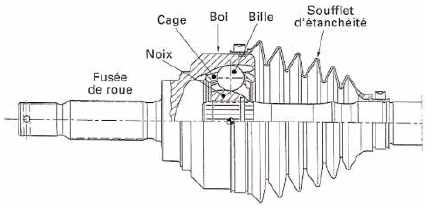 Soufflet
d'étanchéité
Cage
Bol
Bille
Noix
Fusée
de roue